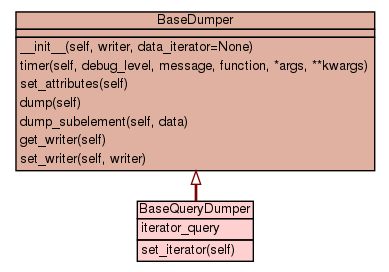 BaseDumper
__init__(self, writer, data_iterator=None)
timer(self, debug_level, message, function, *args, **kwargs)
set_attributes(self)
dump(self)
dump_subelement(self, data)
get_writer(self)
set_writer(self, writer)
BaseQueryDumper
iterator_query
set_iterator(self)